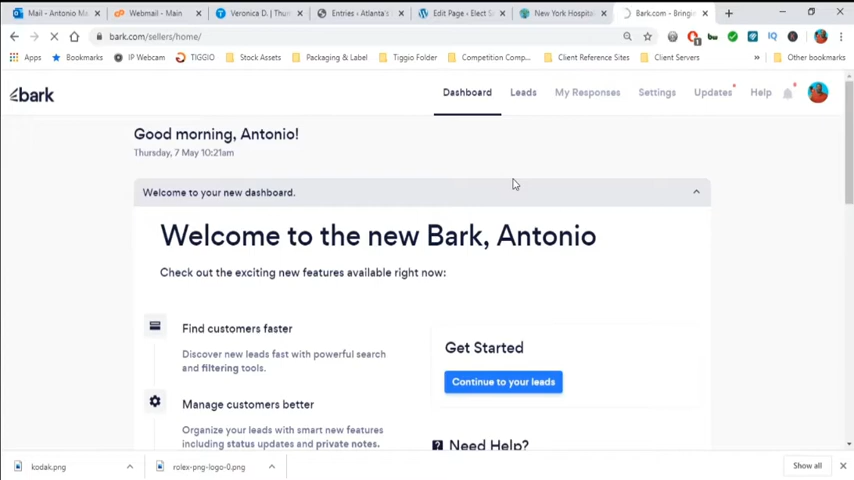 Mail - Antonio Ma
Webmail - Main
Veronica D. | Thum
Entries ‹ Atlanta's
Edit Page ‹ Elect Se
New York Hospit
Bark.com - Bringin
bark.com/sellers/home/
Apps
Bookmarks
IP Webcam
TIGGIO
Stock Assets
Packaging & Label
Tiggio Folder
Competition Comp...
Client Reference Sites
Client Servers
»
Other bookmarks
bark
Dashboard
Leads
My Responses
Settings
Updates
Help
Good morning, Antonio!
Thursday, 7 May 10:21am
Welcome to your new dashboard.
Welcome to the new Bark, Antonio
Check out the exciting new features available right now:
Find customers faster
Discover new leads fast with powerful search
and filtering tools.
Get Started
Continue to your leads
Manage customers better
Organize your leads with smart new features
including status updates and private notes.
Need Help?
kodak.png
rolex-png-logo-0.png
Show all